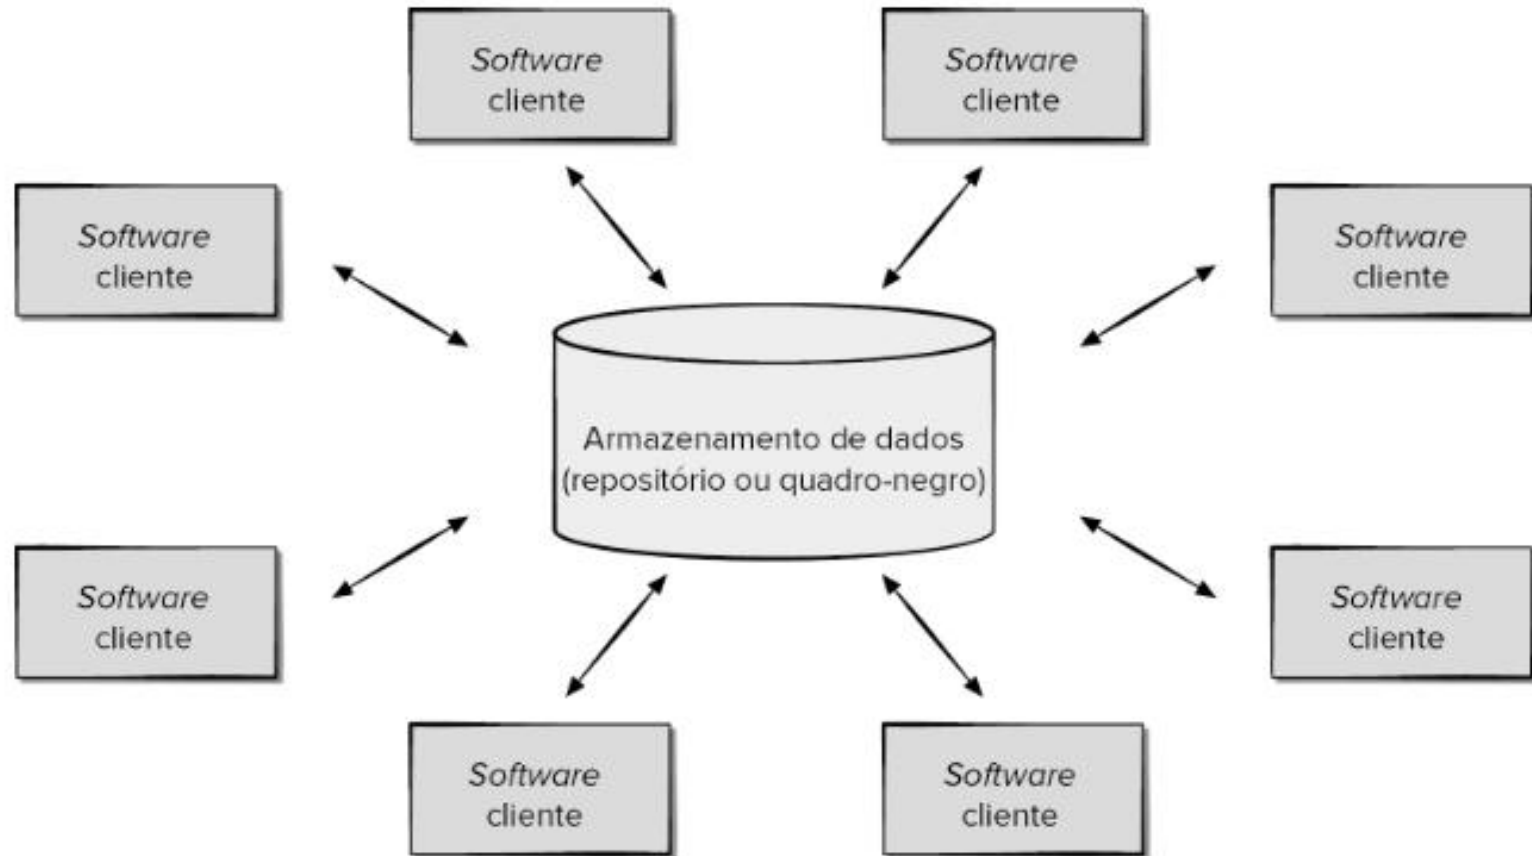 Software
cliente
Software
cliente
Software
cliente
Software
cliente
Armazenamento de dados
(repositório ou quadro-negro)
Software
cliente
Software
cliente
Software
cliente
Software
cliente